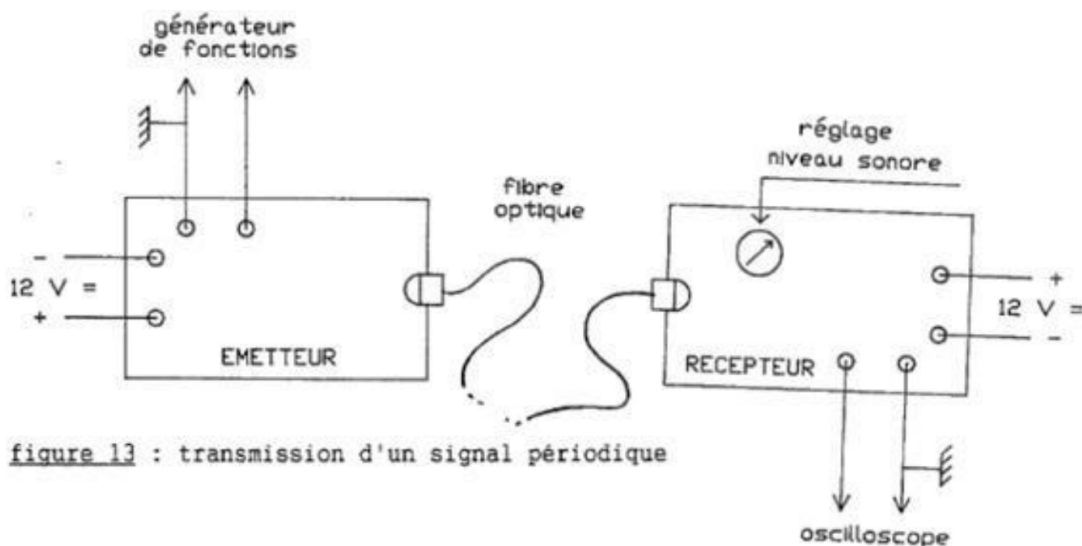 générateur
de fonctions
réglage
niveau sonore
fibre
optique
-
12 V =
+
EMETTEUR
+
12 V =
-
RECEPTEUR
figure 13 : transmission d'un signal périodique
oscilloscope